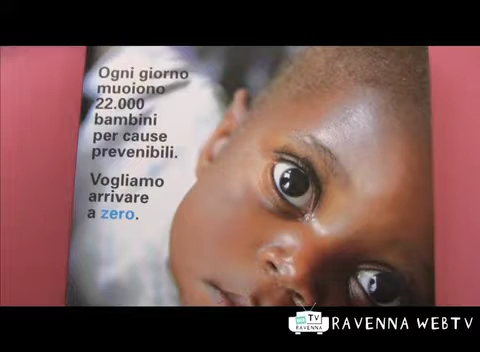 Ogni giorno
muoiono
22.000
bambini
per cause
prevenibili.
Vogliamo
arrivare
a zero.
TV
RAVENNA
RAVENNA WEBTV